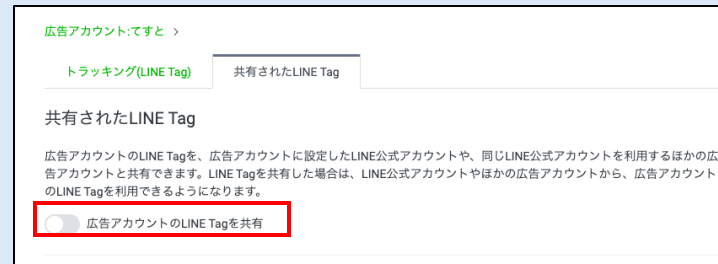 広告アカウント:てすと >
トラッキング(LINE Tag) 共有されたLINE Tag
共有されたLINE Tag
広告アカウントのLINE Tagを、広告アカウントに設定したLINE公式アカウントや、同じLINE公式アカウントを利用するほかの広
告アカウントと共有できます。LINE Tagを共有した場合は、LINE公式アカウントやほかの広告アカウントから、広告アカウント
のLINE Tagを利用できるようになります。
広告アカウントのLINE Tagを共有